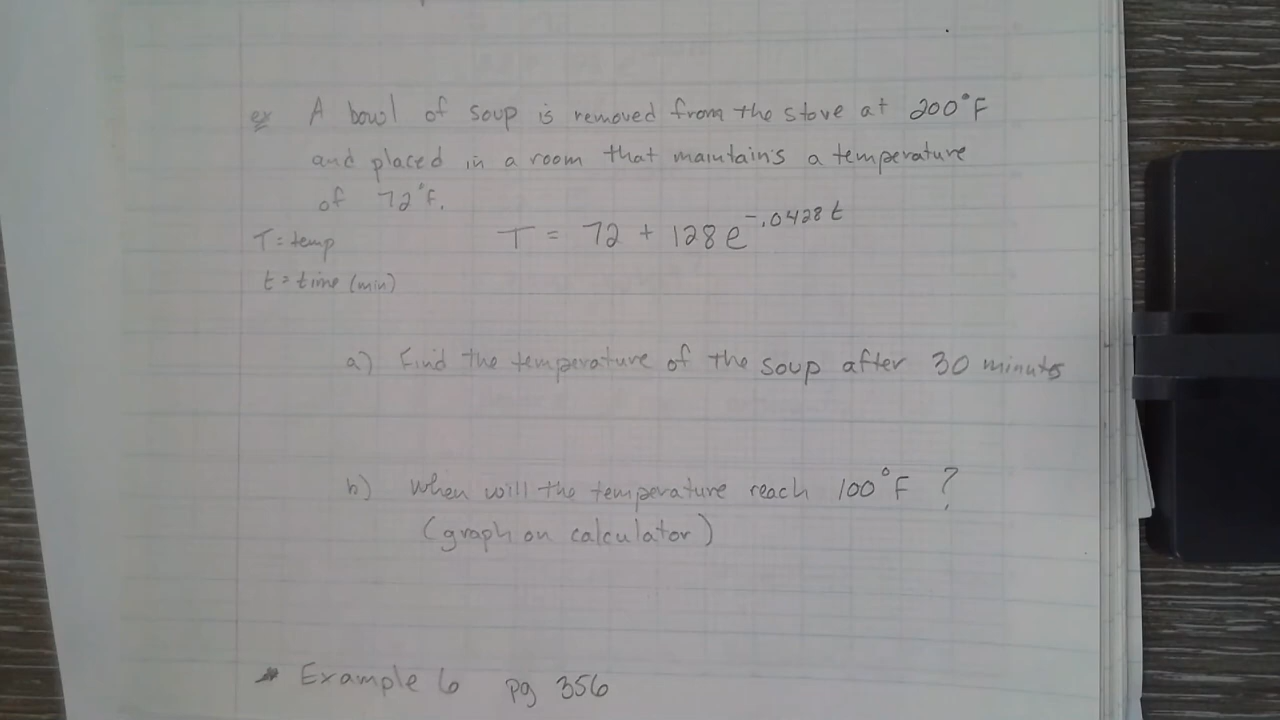 ex A bowl of soup is removed from the stove at 200°F
and placed in a room that maintains a temperature
of 72°F.
T = 72 + 128e^-.0428t
T = temp
t = time (min)
a) Find the temperature of the soup after 30 minutes
b) When will the temperature reach 100°F ?
(graph on calculator)
* Example 6 pg 356